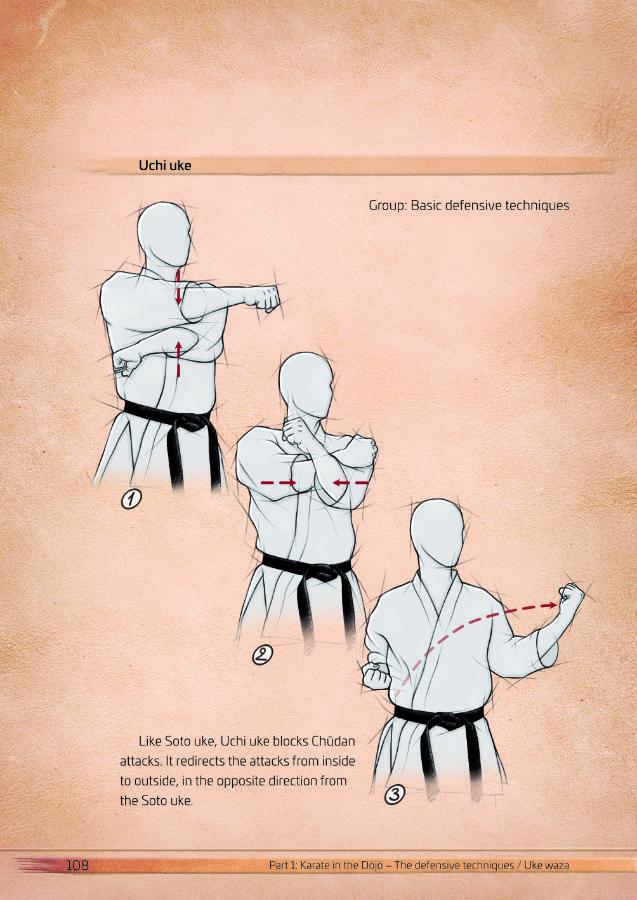 Uchi uke
Group: Basic defensive techniques
1
2
3
Like Soto uke, Uchi uke blocks Chūdan
attacks. It redirects the attacks from inside
to outside, in the opposite direction from
the Soto uke.
108
Part 1: Karate in the Dōjō – The defensive techniques / Uke waza